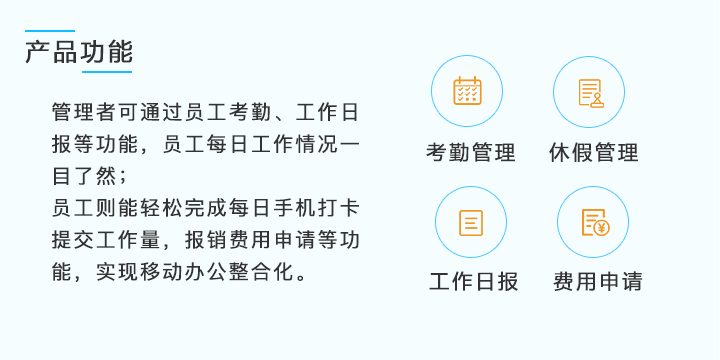 产品功能
管理者可通过员工考勤、工作日
报等功能，员工每日工作情况一
目了然；
员工则能轻松完成每日手机打卡
提交工作量，报销费用申请等功
能，实现移动办公整合化。
考勤管理
休假管理
工作日报
¥
费用申请